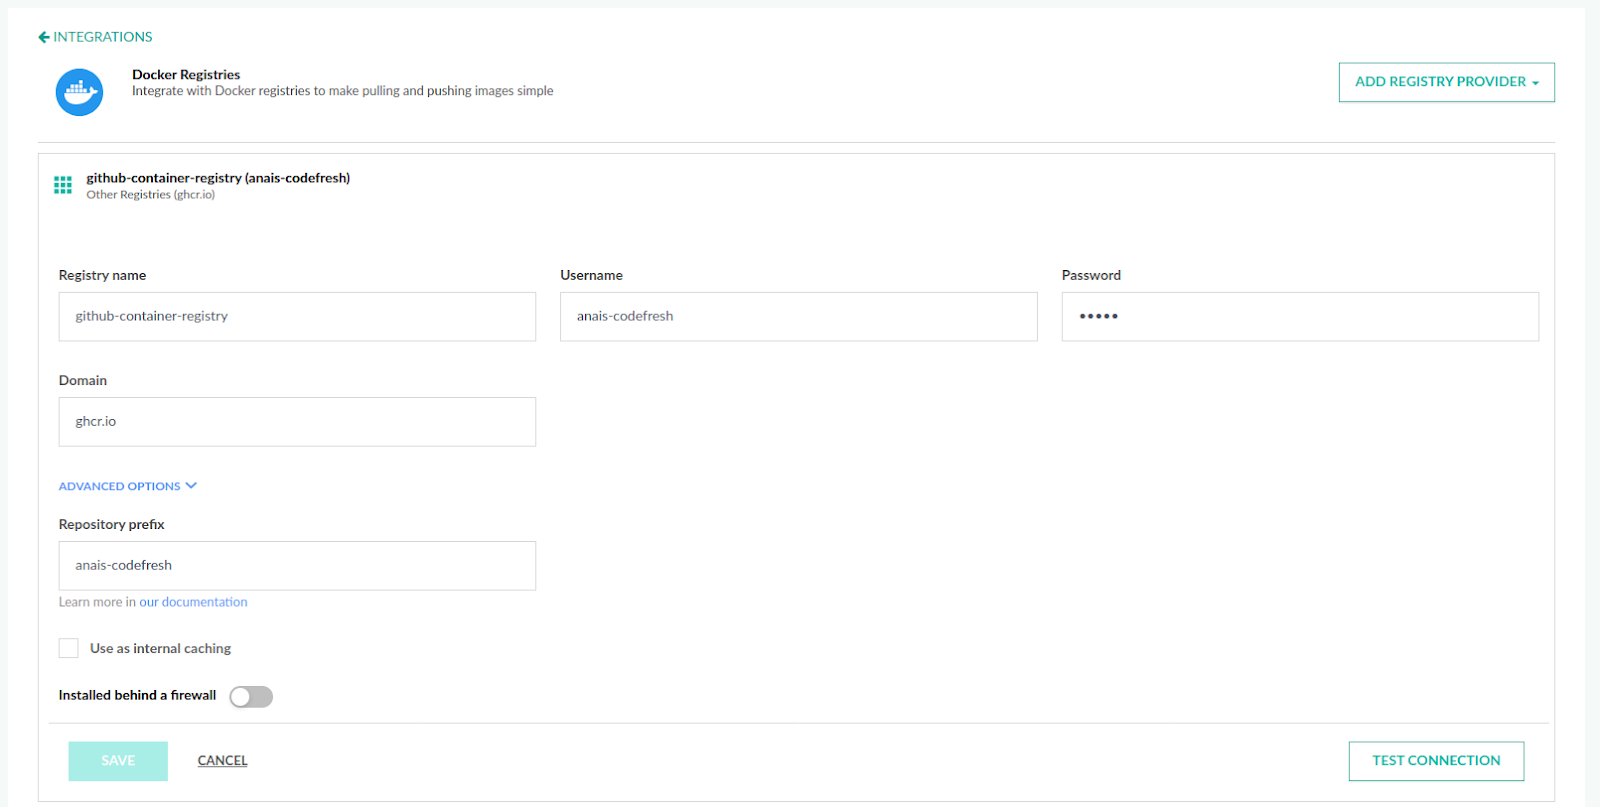 INTEGRATIONS
Docker Registries
Integrate with Docker registries to make pulling and pushing images simple
ADD REGISTRY PROVIDER
github-container-registry (anais-codefresh)
Other Registries (ghcr.io)
Registry name
Username
Password
github-container-registry
anais-codefresh
•••••
Domain
ghcr.io
ADVANCED OPTIONS
Repository prefix
anais-codefresh
Learn more in our documentation
Use as internal caching
Installed behind a firewall
SAVE
CANCEL
TEST CONNECTION